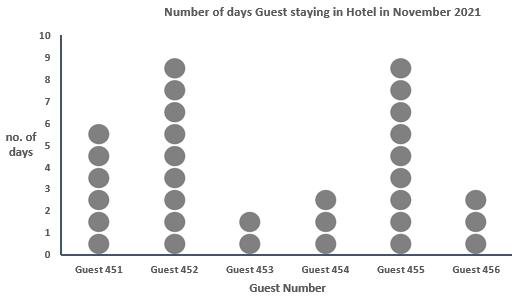 Number of days Guest staying in Hotel in November 2021
10
9
8
7
6
5
4
3
2
1
0
no. of
days
Guest 451 Guest 452 Guest 453 Guest 454 Guest 455 Guest 456
Guest Number